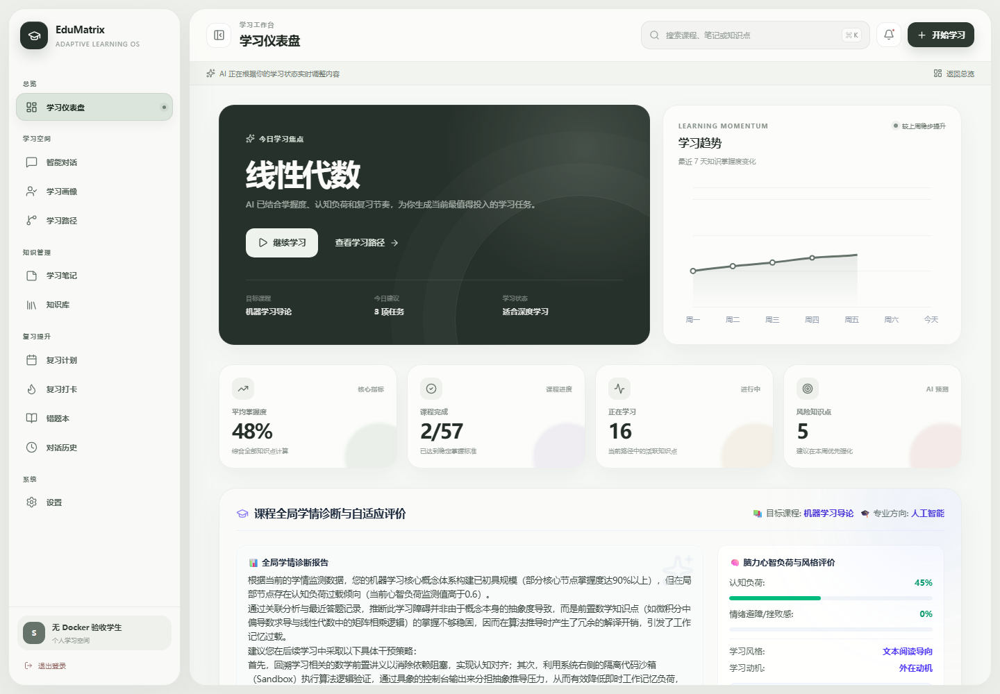 EduMatrix
ADAPTIVE LEARNING OS
总览
学习仪表盘
学习空间
智能对话
学习画像
学习路径
知识管理
学习笔记
知识库
复习提升
复习计划
复习打卡
错题本
对话历史
系统
设置
S
无 Docker 验收学生
个人学习空间
退出登录
学习工作台
学习仪表盘
搜索课程、笔记或知识点
⌘K
开始学习
AI 正在根据你的学习状态实时调整内容
返回总览
今日学习焦点
线性代数
AI 已结合掌握度、认知负荷和复习节奏，为你生成当前最值得投入的学习任务。
继续学习
查看学习路径
目标课程
今日建议
学习状态
机器学习导论
3 项任务
适合深度学习
LEARNING MOMENTUM
较上周稳步提升
学习趋势
最近 7 天知识掌握度变化
周一
周二
周三
周四
周五
周六
今天
核心指标
平均掌握度
48%
综合全部知识点计算
课程进度
课程完成
2/57
已达到稳定掌握标准
进行中
正在学习
16
当前路径中的活跃知识点
AI 预测
风险知识点
5
建议在本周优先强化
课程全局学情诊断与自适应评价
目标课程: 机器学习导论
专业方向: 人工智能
全局学情诊断报告
根据当前的学情监测数据，您的机器学习核心概念体系构建已初具规模（部分核心节点掌握度达90%以上），但在局
部节点存在认知负荷过载倾向（当前心智负荷监测值高于0.6）。
通过关联分析与最近答题记录，推断此学习障碍并非由于概念本身的抽象度导致，而是前置数学知识点（如微积分中
偏导数求导与线性代数中的矩阵相乘逻辑）的掌握不够稳固，因而在算法推导时产生了冗余的解译开销，引发了工作
记忆过载。
建议您在后续学习中采取以下具体干预策略：
首先，回溯学习相关的数学前置讲义以消除依赖阻塞，实现认知对齐；其次，利用系统右侧的隔离代码沙箱
（Sandbox）执行算法逻辑验证，通过具象的控制台输出来分担抽象推导压力，从而有效降低即时工作记忆负荷，
脑力心智负荷与风格评价
认知负荷:
45%
情绪避障/挫败感:
0%
学习风格:
文本阅读导向
学习动机:
外在动机